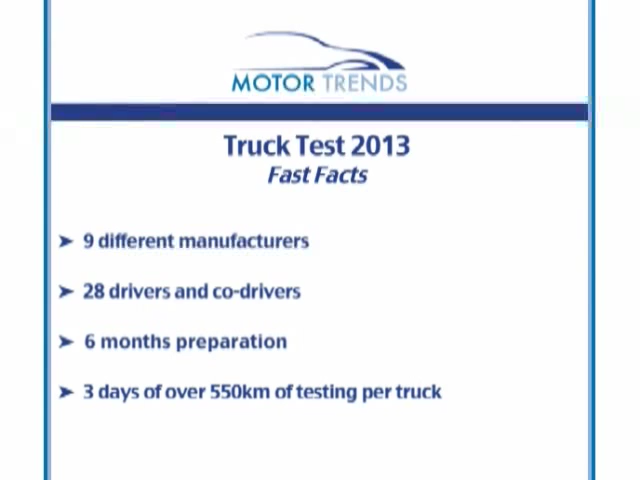 MOTOR TRENDS
Truck Test 2013
Fast Facts
➤ 9 different manufacturers
➤ 28 drivers and co-drivers
➤ 6 months preparation
➤ 3 days of over 550km of testing per truck